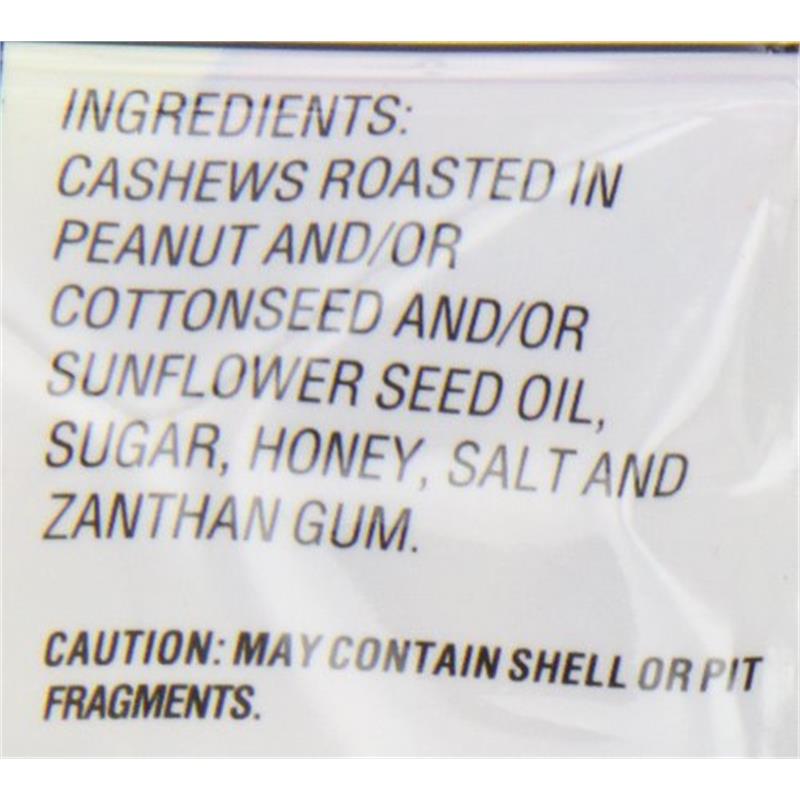 INGREDIENTS:
CASHEWS ROASTED IN
PEANUT AND/OR
COTTONSEED AND/OR
SUNFLOWER SEED OIL,
SUGAR, HONEY, SALT AND
ZANTHAN GUM.
CAUTION: MAY CONTAIN SHELL OR PIT
FRAGMENTS.